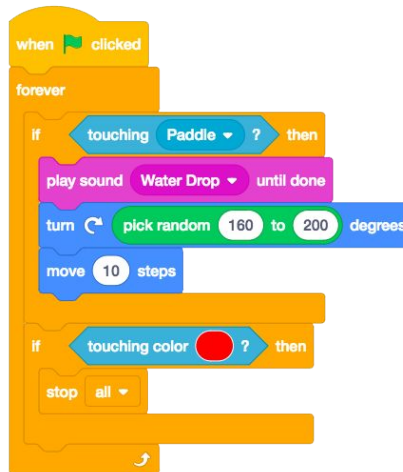 when clicked
forever
if touching Paddle ? then
play sound Water Drop until done
turn pick random 160 to 200 degrees
move 10 steps
if touching color ? then
stop all